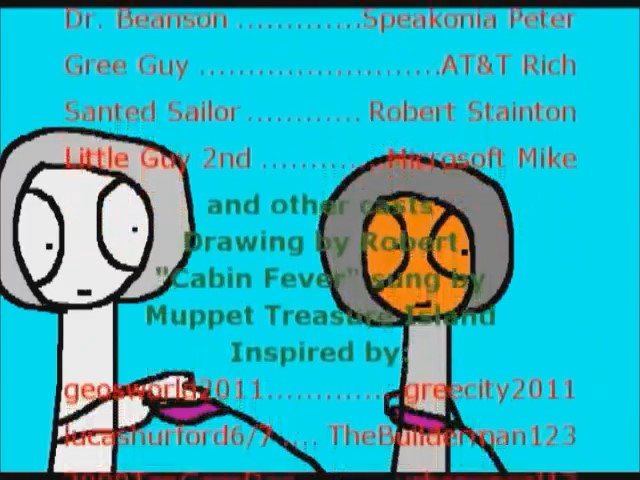 Dr. Beanson .............Speakonia Peter
Gree Guy .........................AT&T Rich
Santed Sailor ............ Robert Stainton
Little Guy 2nd ............ Microsoft Mike
and other casts
Drawing by Robert
"Cabin Fever" sung by
Muppet Treasure Island
Inspired by:
geosworld2011............. greecity2011
lucashurford6/7 .... TheBuilderman123